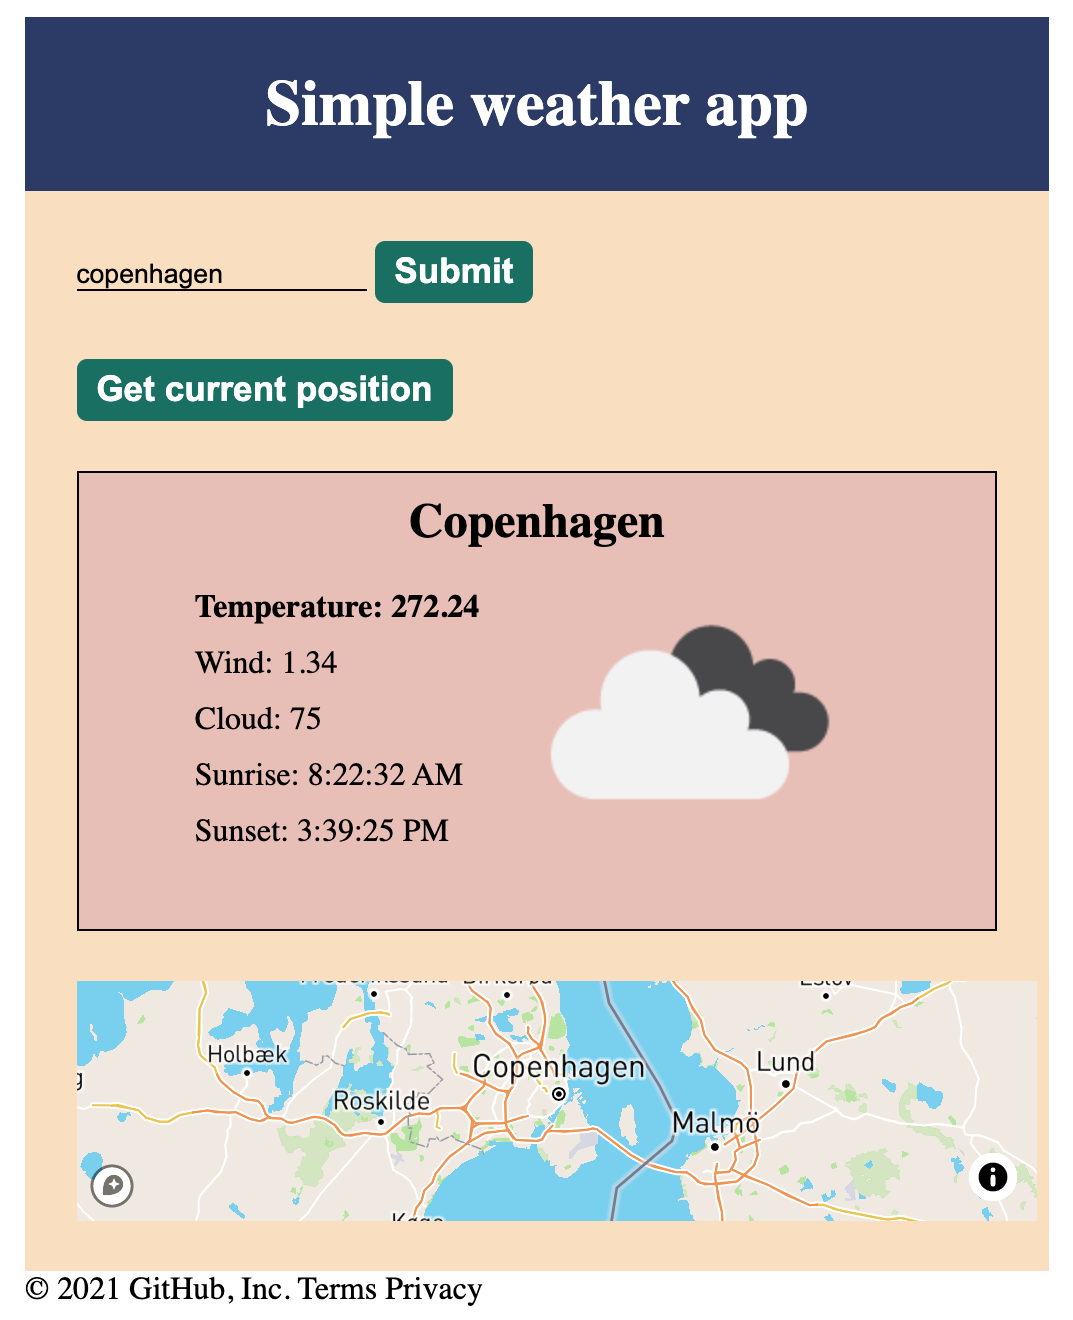 Simple weather app
copenhagen
Submit
Get current position
Copenhagen
Temperature: 272.24
Wind: 1.34
Cloud: 75
Sunrise: 8:22:32 AM
Sunset: 3:39:25 PM
Holbæk
Copenhagen
Lund
Roskilde
Malmö
© 2021 GitHub, Inc. Terms Privacy